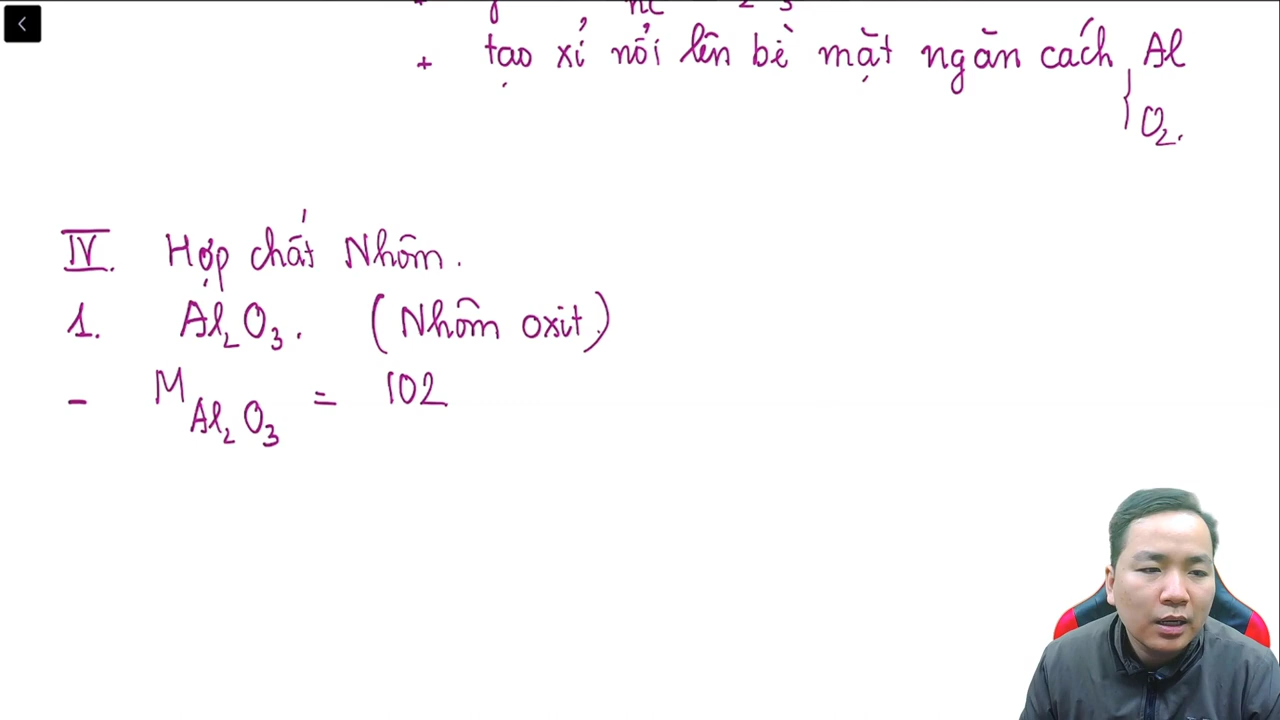 + tạo xỉ nổi lên bề mặt ngăn cách { Al
O₂.
IV. Hợp chất Nhôm.
1. Al₂O₃. (Nhôm oxit.)
- M Al₂O₃ = 102